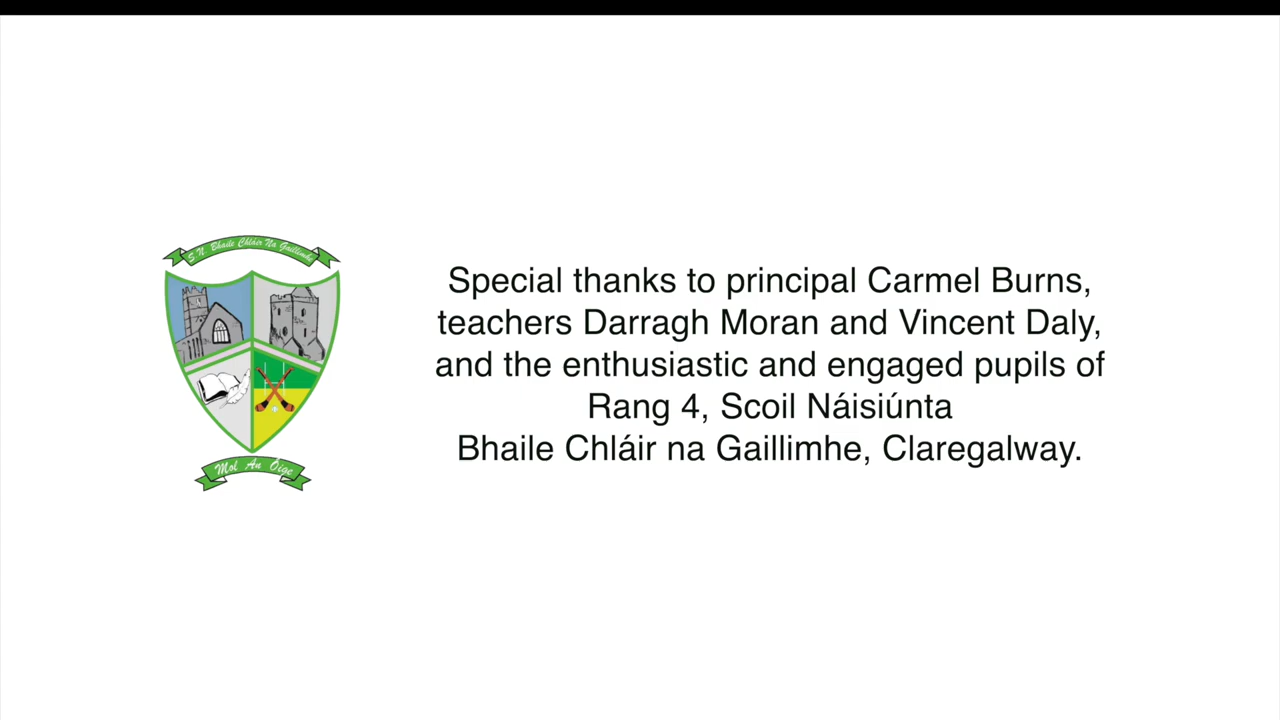 S N Bhaile Chláir Na Gaillimhe
Special thanks to principal Carmel Burns,
teachers Darragh Moran and Vincent Daly,
and the enthusiastic and engaged pupils of
Rang 4, Scoil Náisiúnta
Bhaile Chláir na Gaillimhe, Claregalway.
Mol An Óige